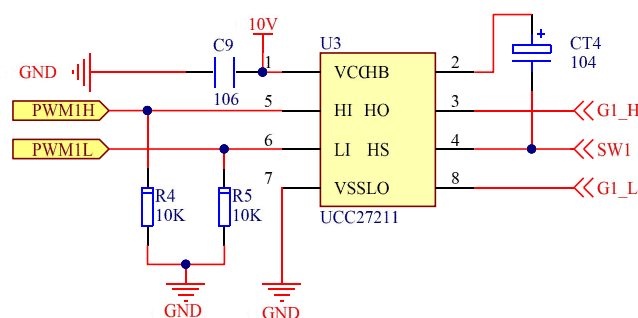 10V
C9
U3
GND
1
VCC
HB
2
CT4
104
106
PWM1H
5
HI
HO
3
G1_H
PWM1L
6
LI
HS
4
SW1
7
VSS
LO
8
G1_L
R4
10K
R5
10K
UCC27211
GND
GND